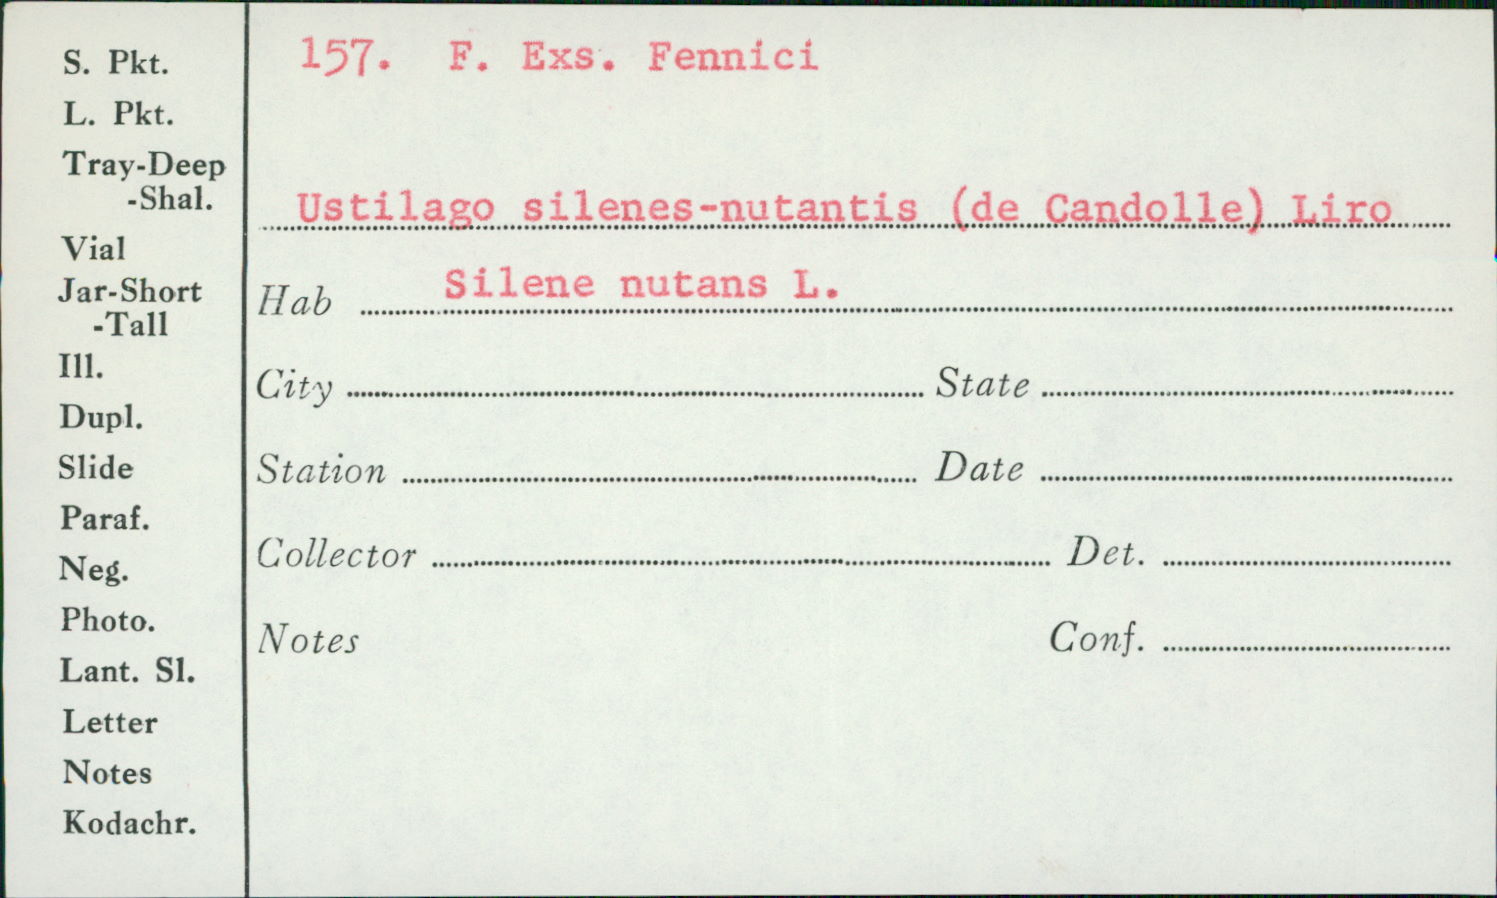 157. F. Exs. Fennici
Ustilago silenes-nutantis (de Candolle) Liro
Hab Silene nutans L.
City State
Station Date
Collector Det.
Notes Conf.
S. Pkt.
L. Pkt.
Tray-Deep
-Shal.
Vial
Jar-Short
-Tall
Ill.
Dupl.
Slide
Paraf.
Neg.
Photo.
Lant. Sl.
Letter
Notes
Kodachr.